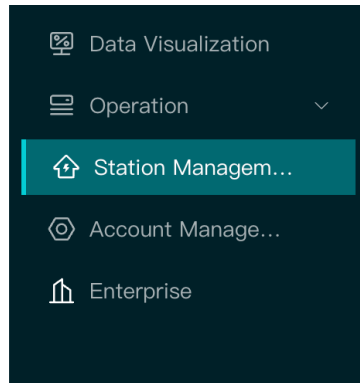 Data Visualization
Operation
Station Managem...
Account Manage...
Enterprise